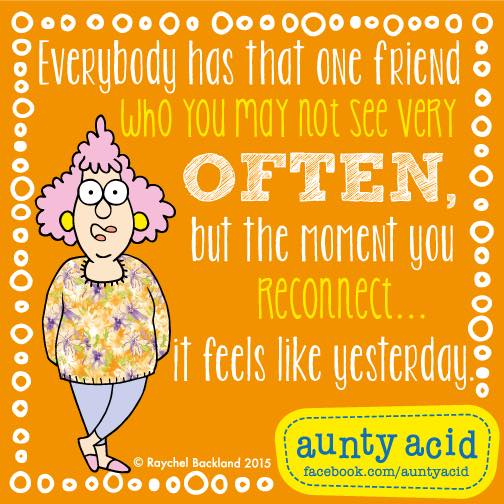 Everybody has that one friend
who you may not see very
OFTEN,
but the moment you
reconnect...
it feels like yesterday.
© Raychel Backland 2015
aunty acid
facebook.com/auntyacid